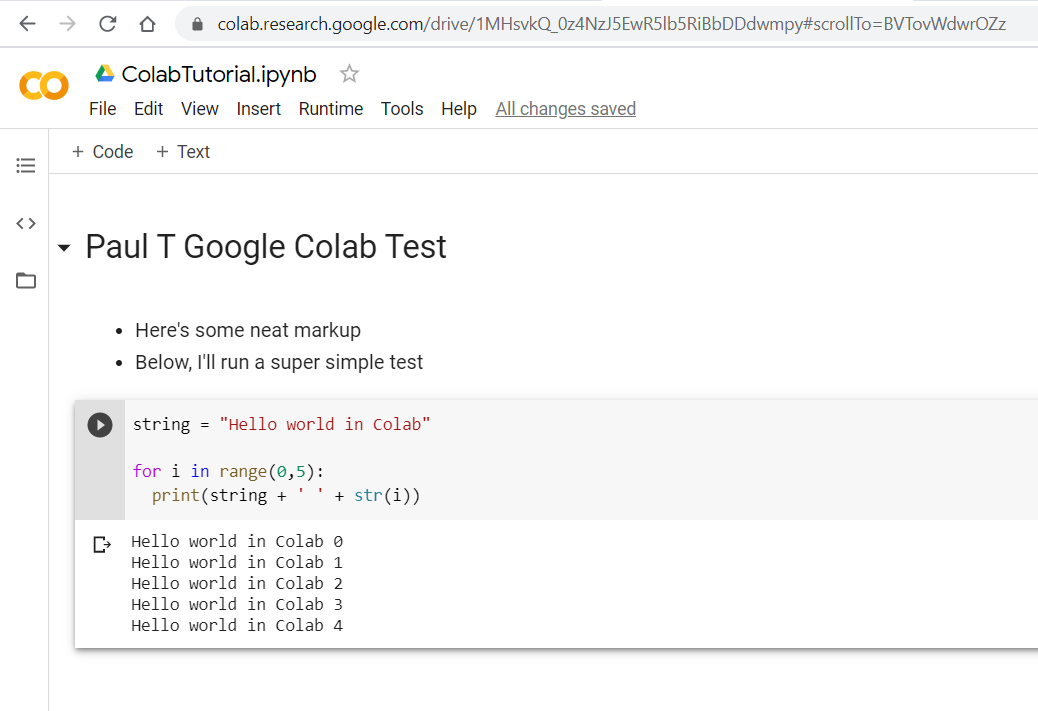 colab.research.google.com/drive/1MHsvkQ_0z4NzJ5EwR5lb5RiBbDDdwmpy#scrollTo=BVTovWdwrOZz
ColabTutorial.ipynb
File Edit View Insert Runtime Tools Help All changes saved
+ Code + Text
Paul T Google Colab Test
• Here's some neat markup
• Below, I'll run a super simple test
string = "Hello world in Colab"
for i in range(0,5):
  print(string + ' ' + str(i))
Hello world in Colab 0
Hello world in Colab 1
Hello world in Colab 2
Hello world in Colab 3
Hello world in Colab 4